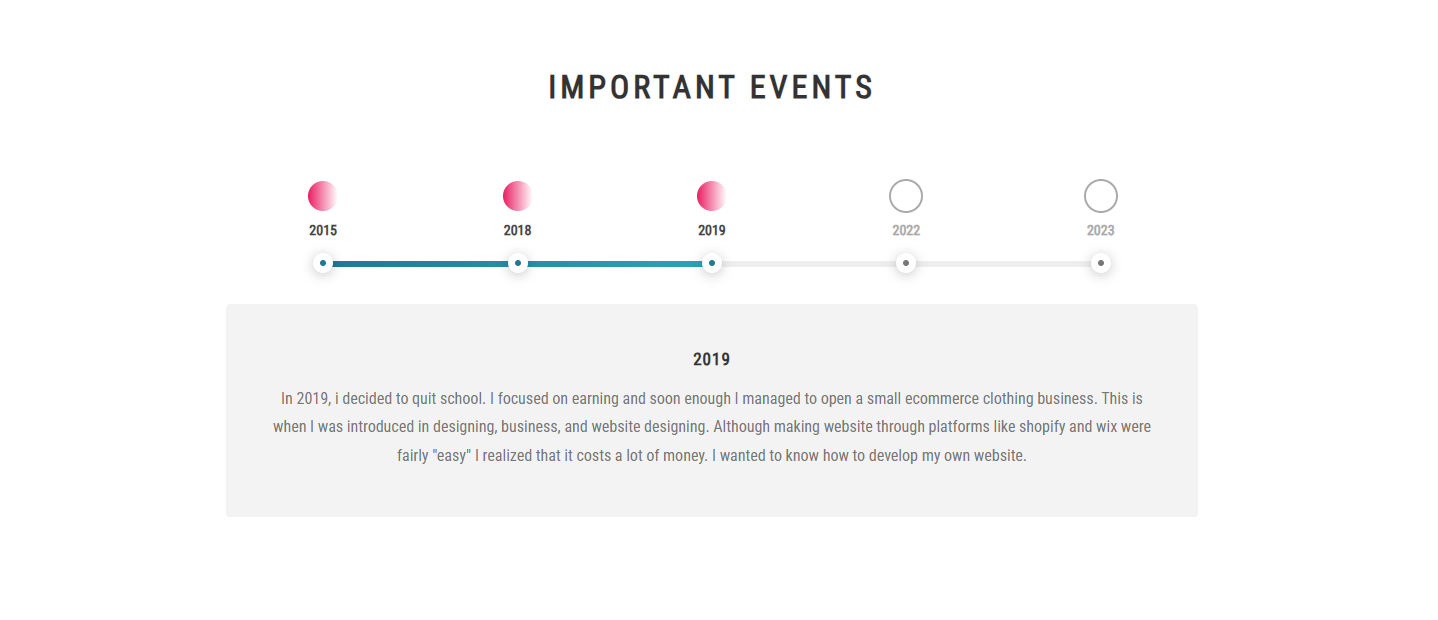 IMPORTANT EVENTS
2015 2018 2019 2022 2023
2019
In 2019, i decided to quit school. I focused on earning and soon enough I managed to open a small ecommerce clothing business. This is
when I was introduced in designing, business, and website designing. Although making website through platforms like shopify and wix were
fairly "easy" I realized that it costs a lot of money. I wanted to know how to develop my own website.